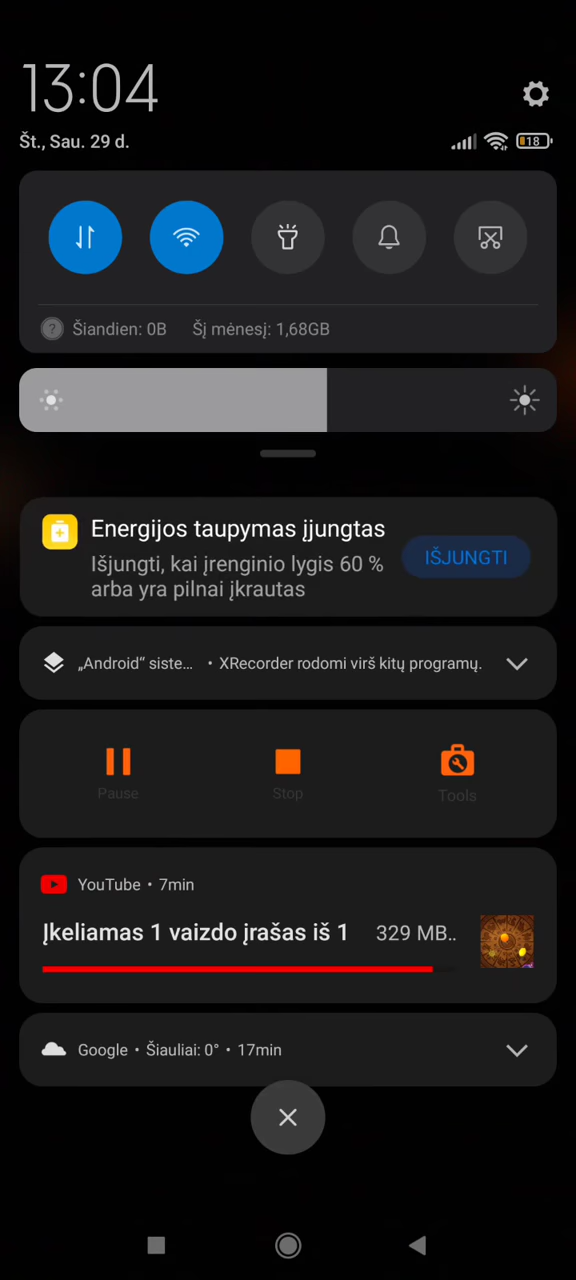 13:04
Št., Sau. 29 d.
18
Šiandien: 0B Šį mėnesį: 1,68GB
Energijos taupymas įjungtas
Išjungti, kai įrenginio lygis 60 %
arba yra pilnai įkrautas
IŠJUNGTI
„Android“ siste… • XRecorder rodomi virš kitų programų.
Pause Stop Tools
YouTube • 7min
Įkeliamas 1 vaizdo įrašas iš 1 329 MB..
Google • Šiauliai: 0° • 17min